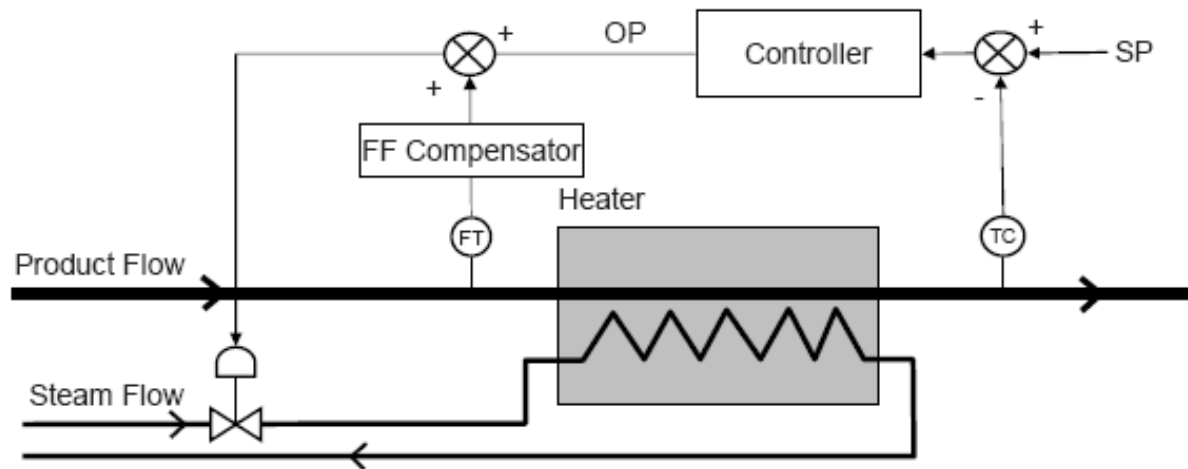 +
OP
Controller
+
SP
+
-
FF Compensator
Heater
FT
TC
Product Flow
Steam Flow